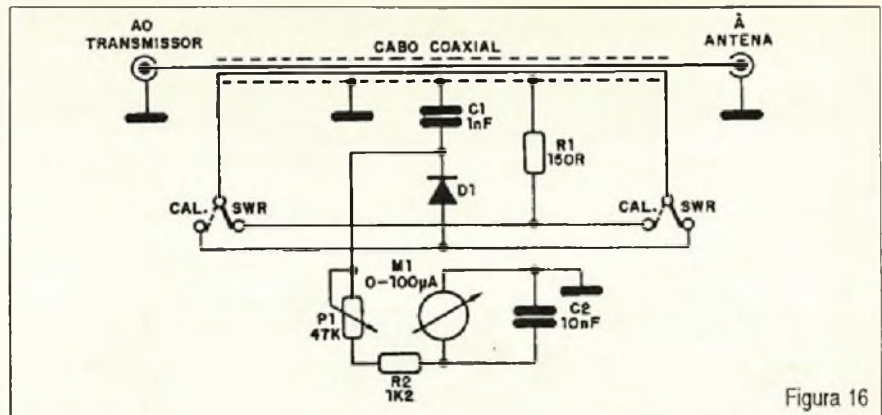 AO
TRANSMISSOR
CABO COAXIAL
À
ANTENA
C1
1nF
R1
150R
D1
CAL.
SWR
CAL.
SWR
M1
0-100µA
P1
47K
C2
10nF
R2
1K2
Figura 16